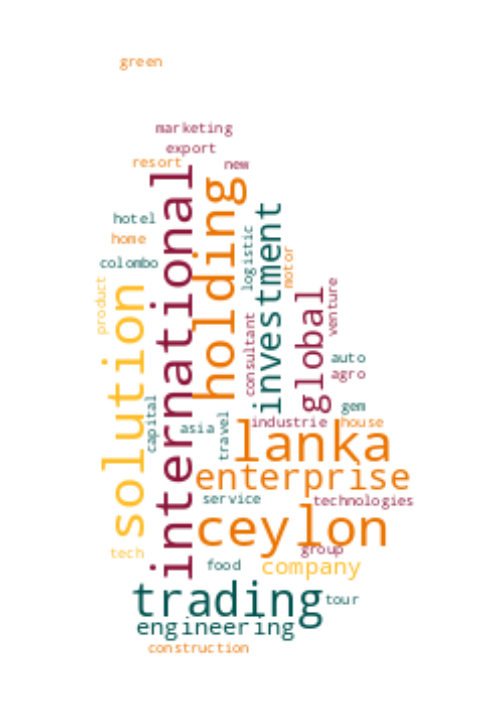 green
marketing
export
resort
new
international
holding
hotel
home
colombo
investment
logistic
motor
product
solution
global
venture
consultant
auto
agro
capital
asia
travel
gem
industrie
house
lanka
enterprise
service
technologies
ceylon
tech
group
food
company
trading
tour
engineering
construction